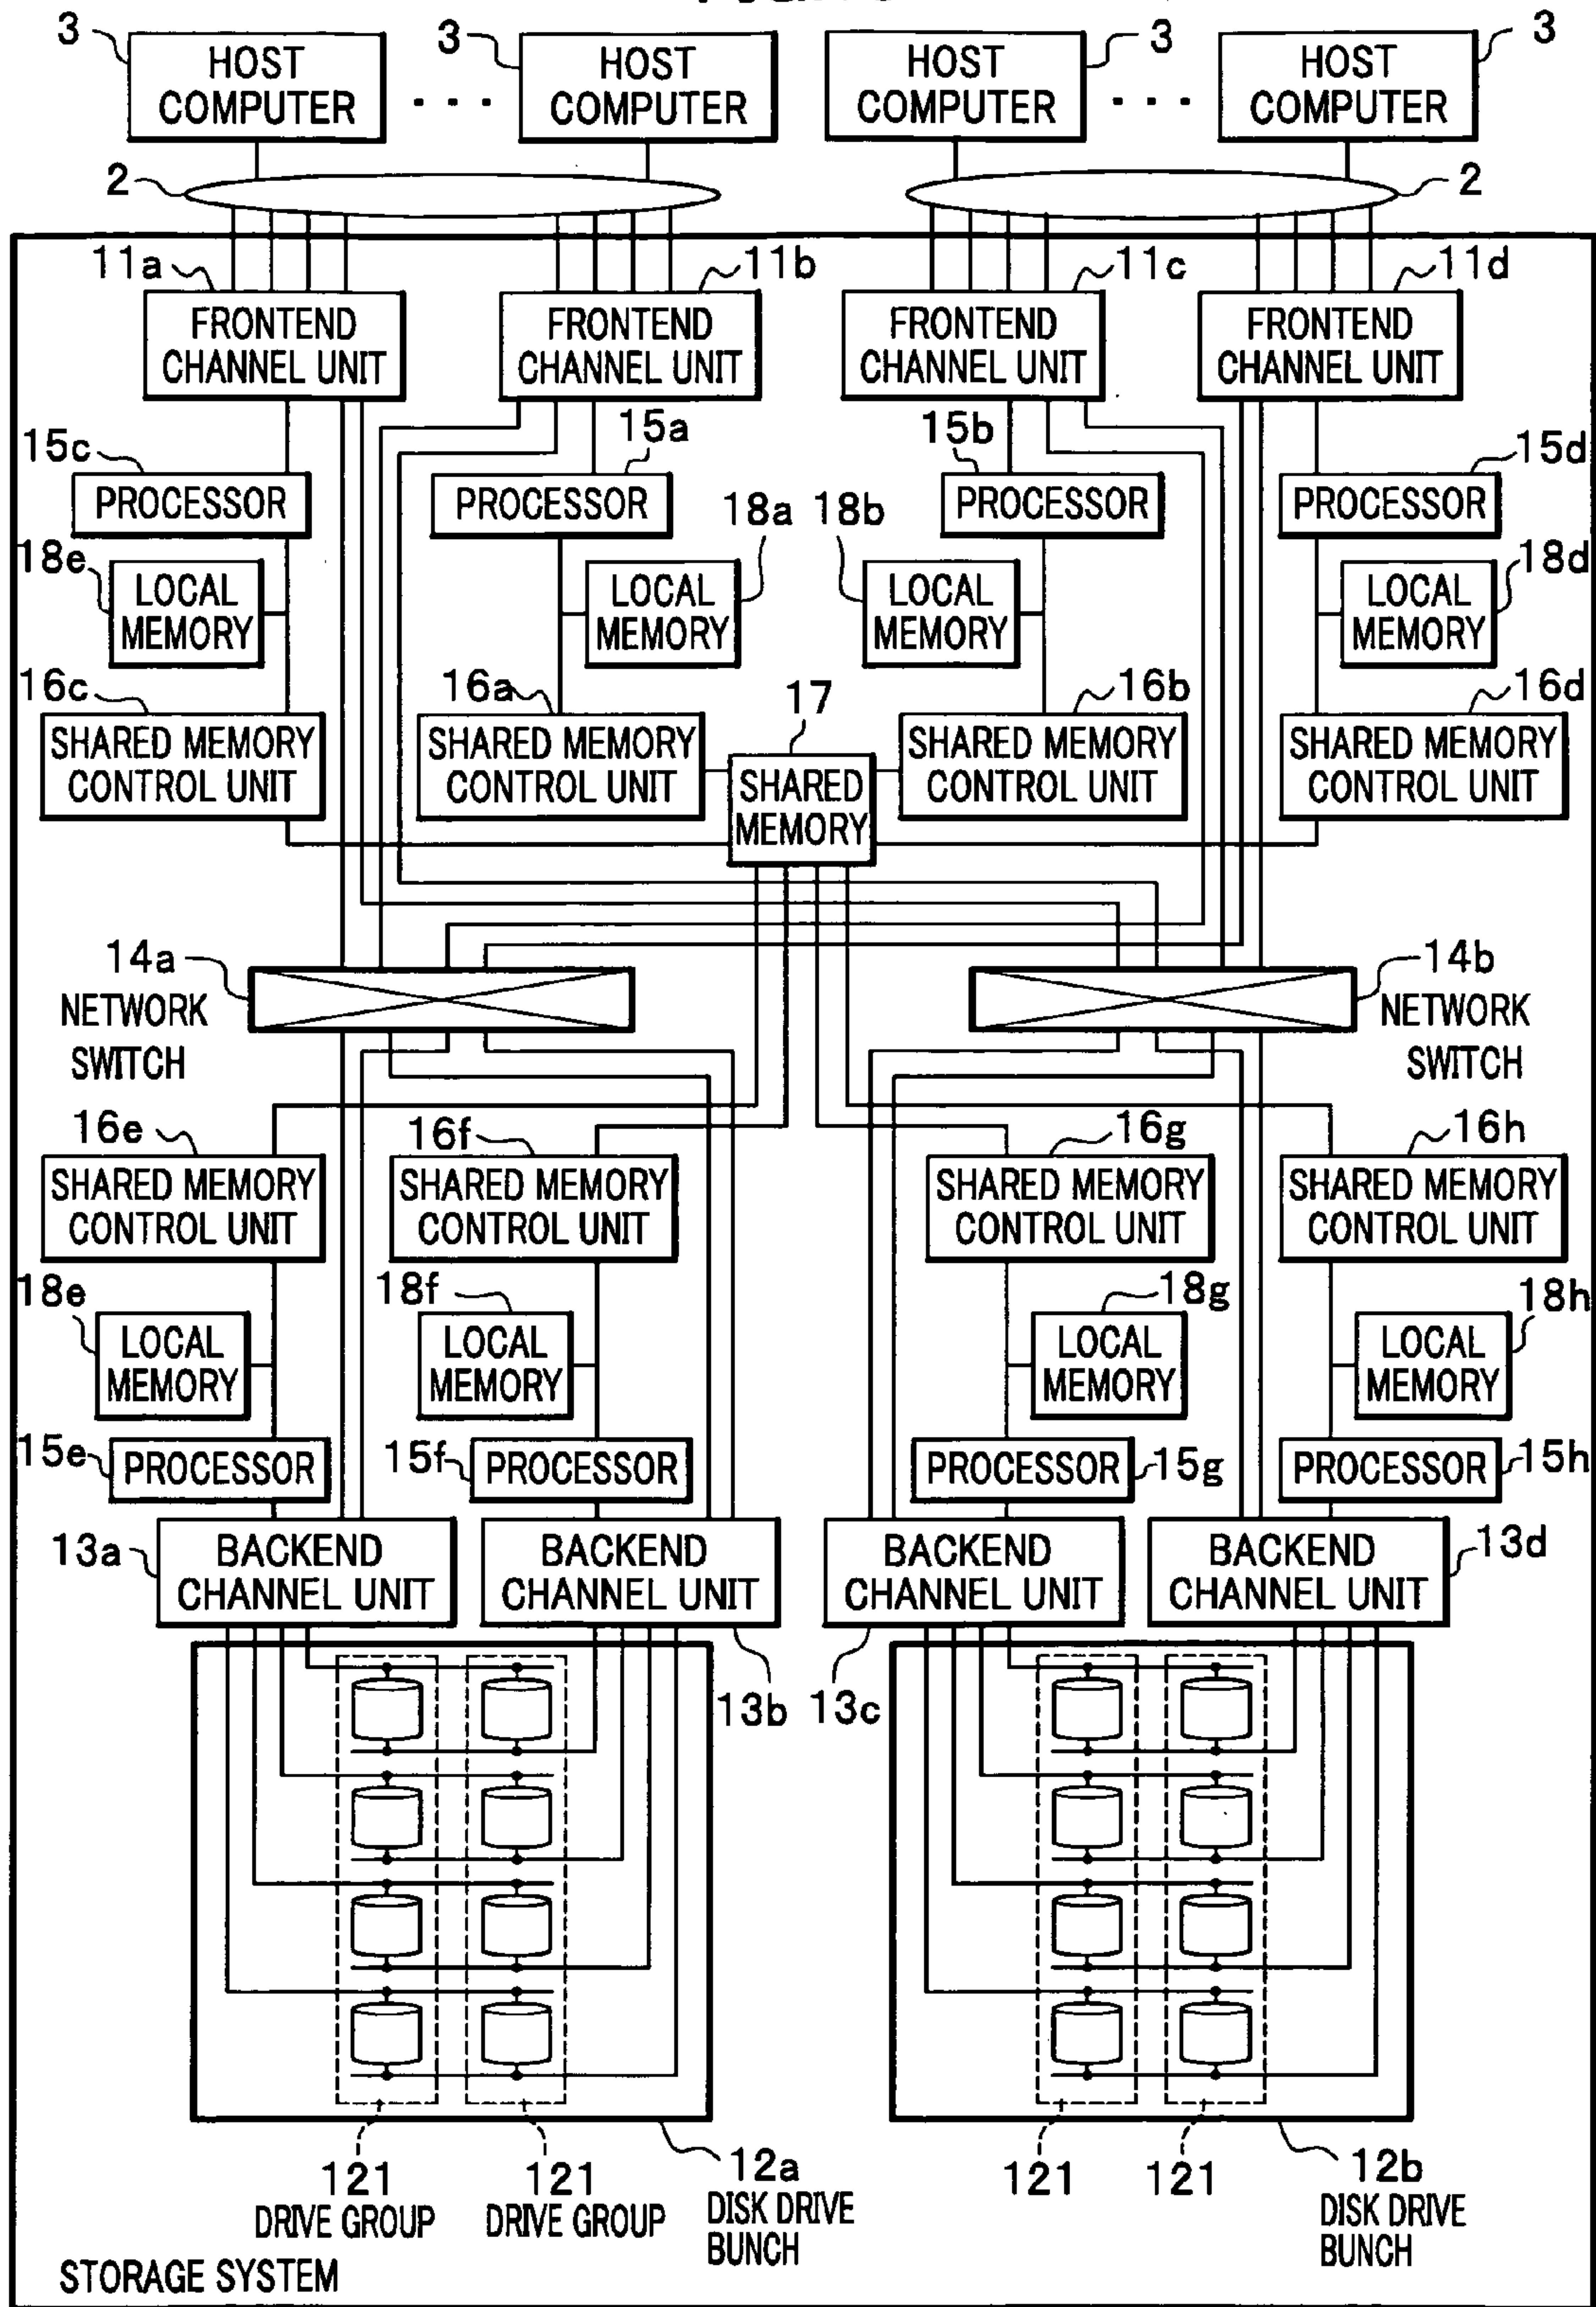 3 HOST COMPUTER
. . .
3 HOST COMPUTER
HOST COMPUTER 3
. . .
HOST COMPUTER 3
2
2
11a
11b
11c
11d
FRONTEND
CHANNEL UNIT
FRONTEND
CHANNEL UNIT
FRONTEND
CHANNEL UNIT
FRONTEND
CHANNEL UNIT
15c
15a
15b
15d
PROCESSOR
PROCESSOR
PROCESSOR
PROCESSOR
18e
18a
18b
18d
LOCAL
MEMORY
LOCAL
MEMORY
LOCAL
MEMORY
LOCAL
MEMORY
16c
16a
17
16b
16d
SHARED MEMORY
CONTROL UNIT
SHARED MEMORY
CONTROL UNIT
SHARED
MEMORY
SHARED MEMORY
CONTROL UNIT
SHARED MEMORY
CONTROL UNIT
14a
NETWORK
SWITCH
14b
NETWORK
SWITCH
16e
16f
16g
16h
SHARED MEMORY
CONTROL UNIT
SHARED MEMORY
CONTROL UNIT
SHARED MEMORY
CONTROL UNIT
SHARED MEMORY
CONTROL UNIT
18e
18f
18g
18h
LOCAL
MEMORY
LOCAL
MEMORY
LOCAL
MEMORY
LOCAL
MEMORY
15e
PROCESSOR
15f
PROCESSOR
PROCESSOR
15g
PROCESSOR
15h
13a
BACKEND
CHANNEL UNIT
BACKEND
CHANNEL UNIT
BACKEND
CHANNEL UNIT
BACKEND
CHANNEL UNIT
13d
13b
13c
121
DRIVE GROUP
121
DRIVE GROUP
12a
DISK DRIVE
BUNCH
121
121
12b
DISK DRIVE
BUNCH
STORAGE SYSTEM